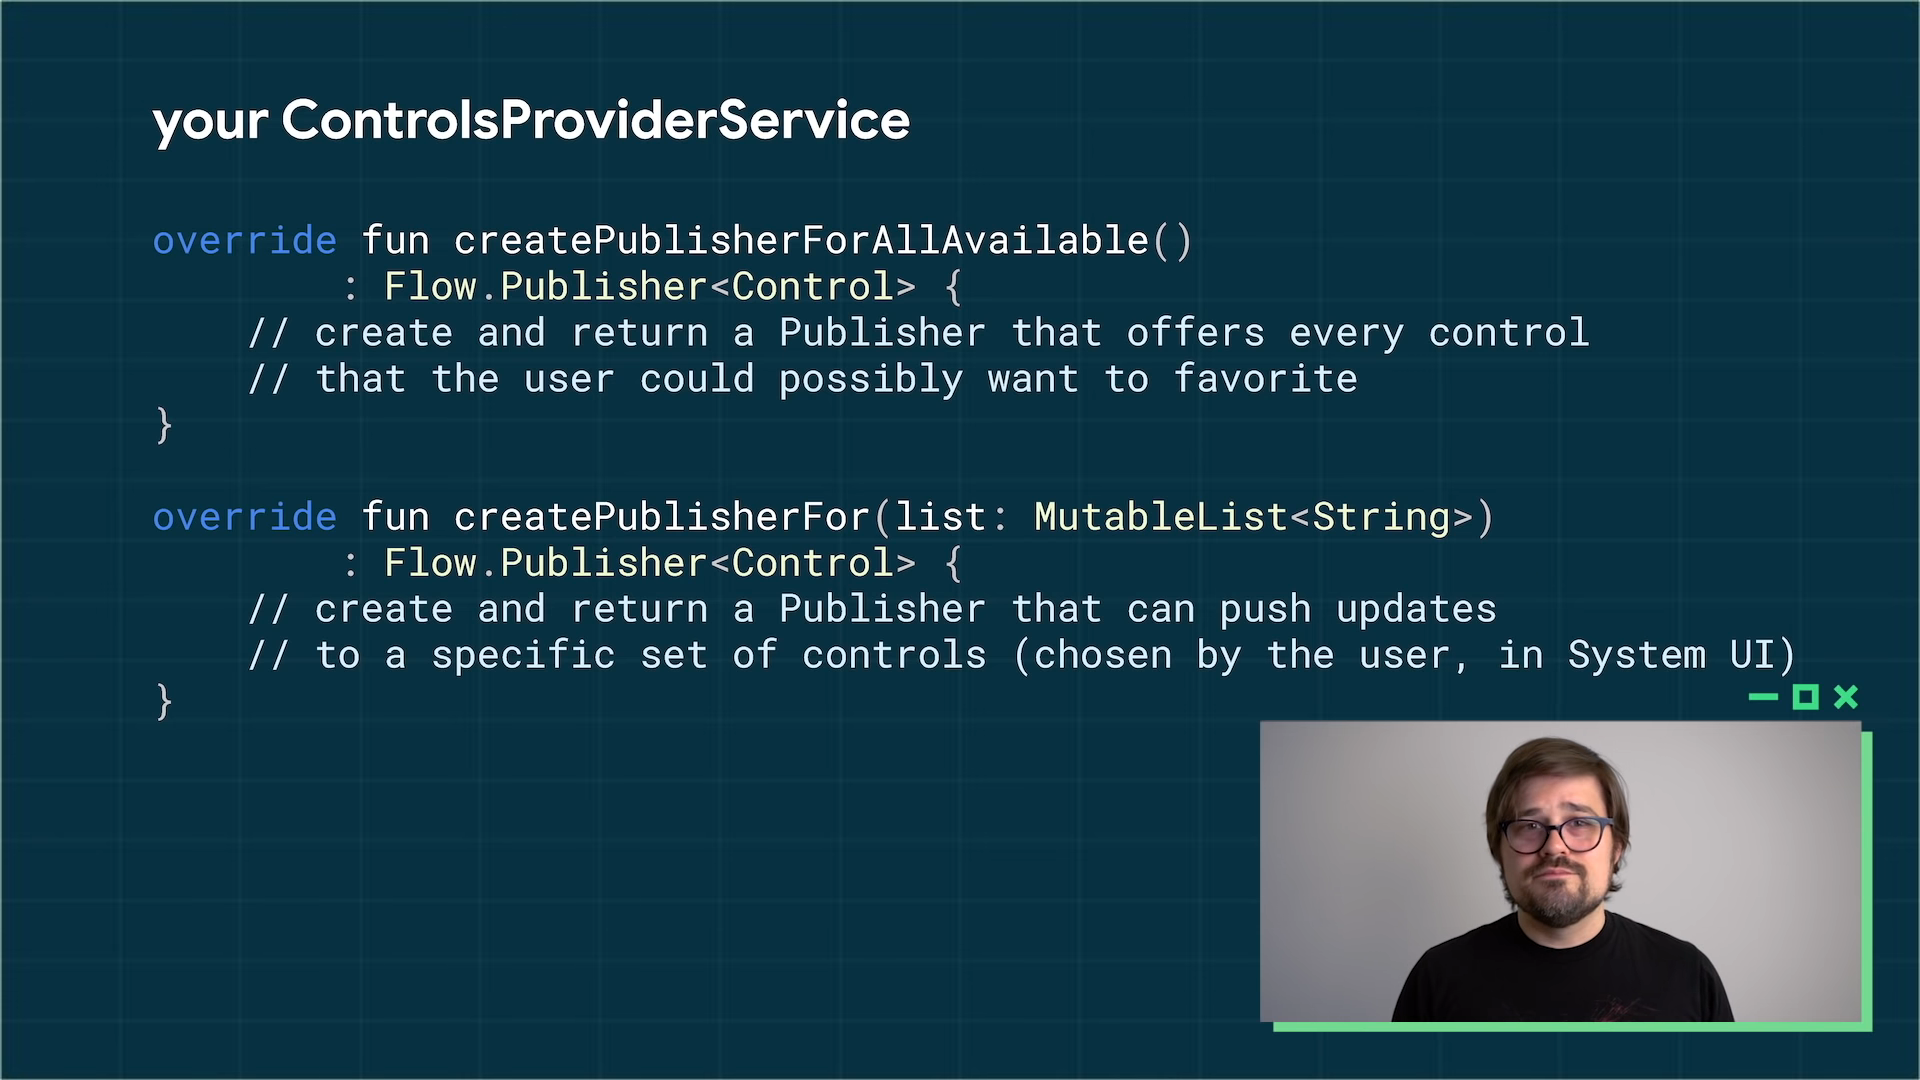 your ControlsProviderService
override fun createPublisherForAllAvailable()
: Flow.Publisher<Control> {
// create and return a Publisher that offers every control
// that the user could possibly want to favorite
}
override fun createPublisherFor(list: MutableList<String>)
: Flow.Publisher<Control> {
// create and return a Publisher that can push updates
// to a specific set of controls (chosen by the user, in System UI)
}